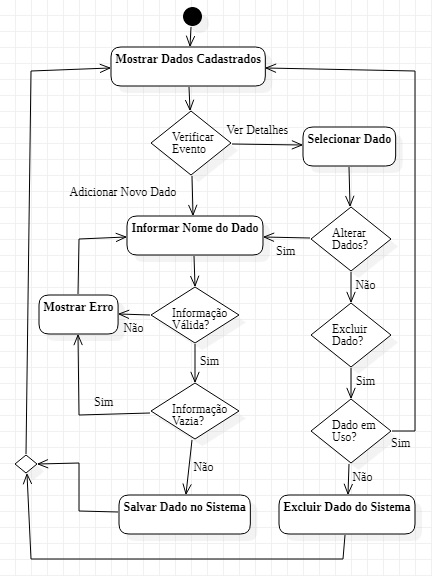 Mostrar Dados Cadastrados
Verificar
Evento
Ver Detalhes
Selecionar Dado
Adicionar Novo Dado
Informar Nome do Dado
Sim
Alterar
Dados?
Não
Mostrar Erro
Não
Informação
Válida?
Excluir
Dado?
Sim
Sim
Sim
Informação
Vazia?
Dado em
Uso?
Sim
Não
Não
Salvar Dado no Sistema
Excluir Dado do Sistema